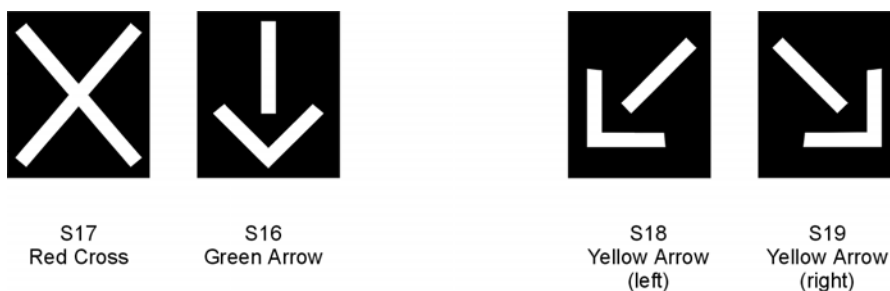 S17
Red Cross
S16
Green Arrow
S18
Yellow Arrow
(left)
S19
Yellow Arrow
(right)